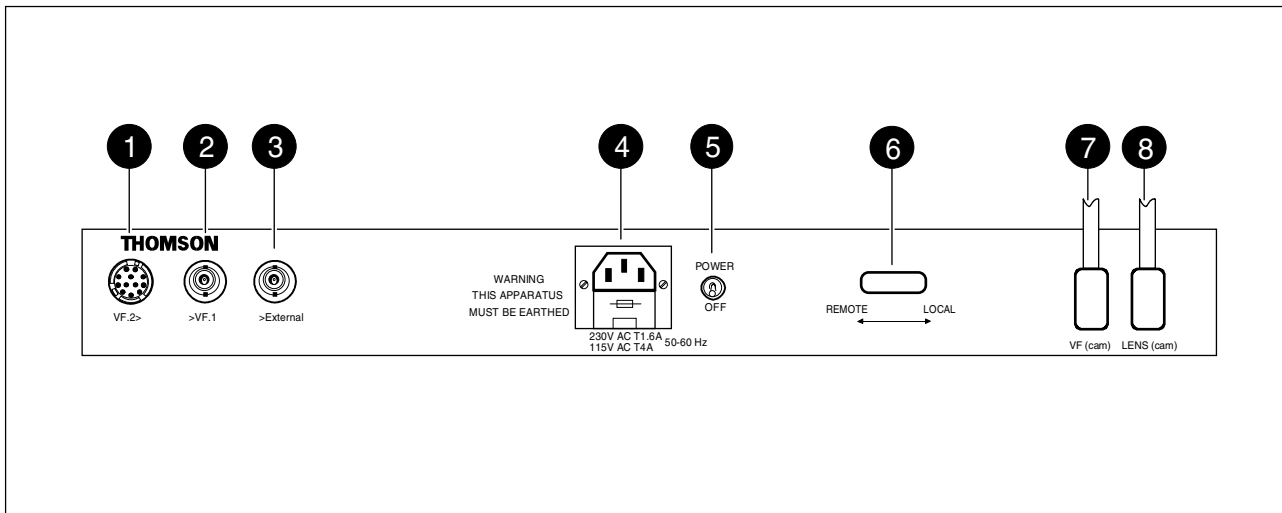 1 2 3 4 5 6 7 8
THOMSON
VF.2> >VF.1 >External
WARNING
THIS APPARATUS
MUST BE EARTHED
230V AC T1.6A
115V AC T4A
50-60 Hz
POWER
OFF
REMOTE LOCAL
VF (cam) LENS (cam)